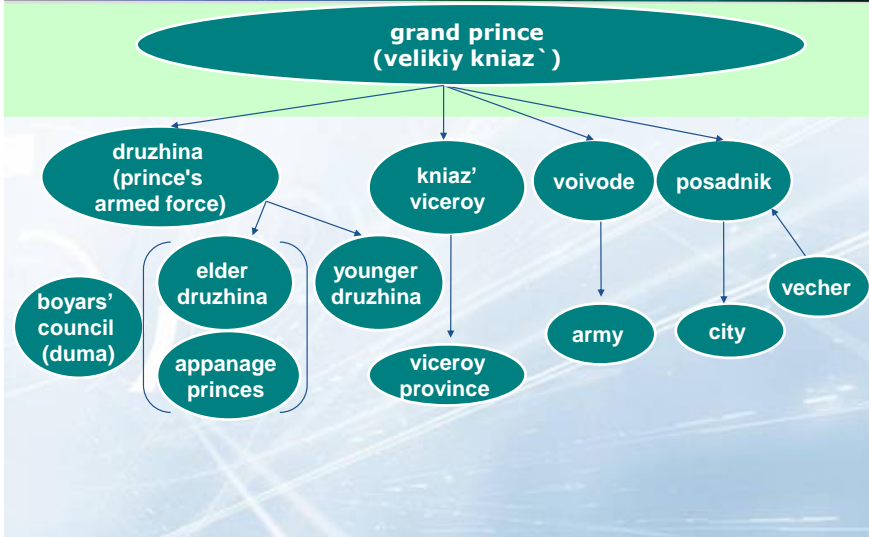 grand prince
(velikiy kniaz`)
druzhina
(prince's
armed force)
kniaz’
viceroy
voivode
posadnik
elder
druzhina
younger
druzhina
vecher
boyars’
council
(duma)
appanage
princes
viceroy
province
army
city